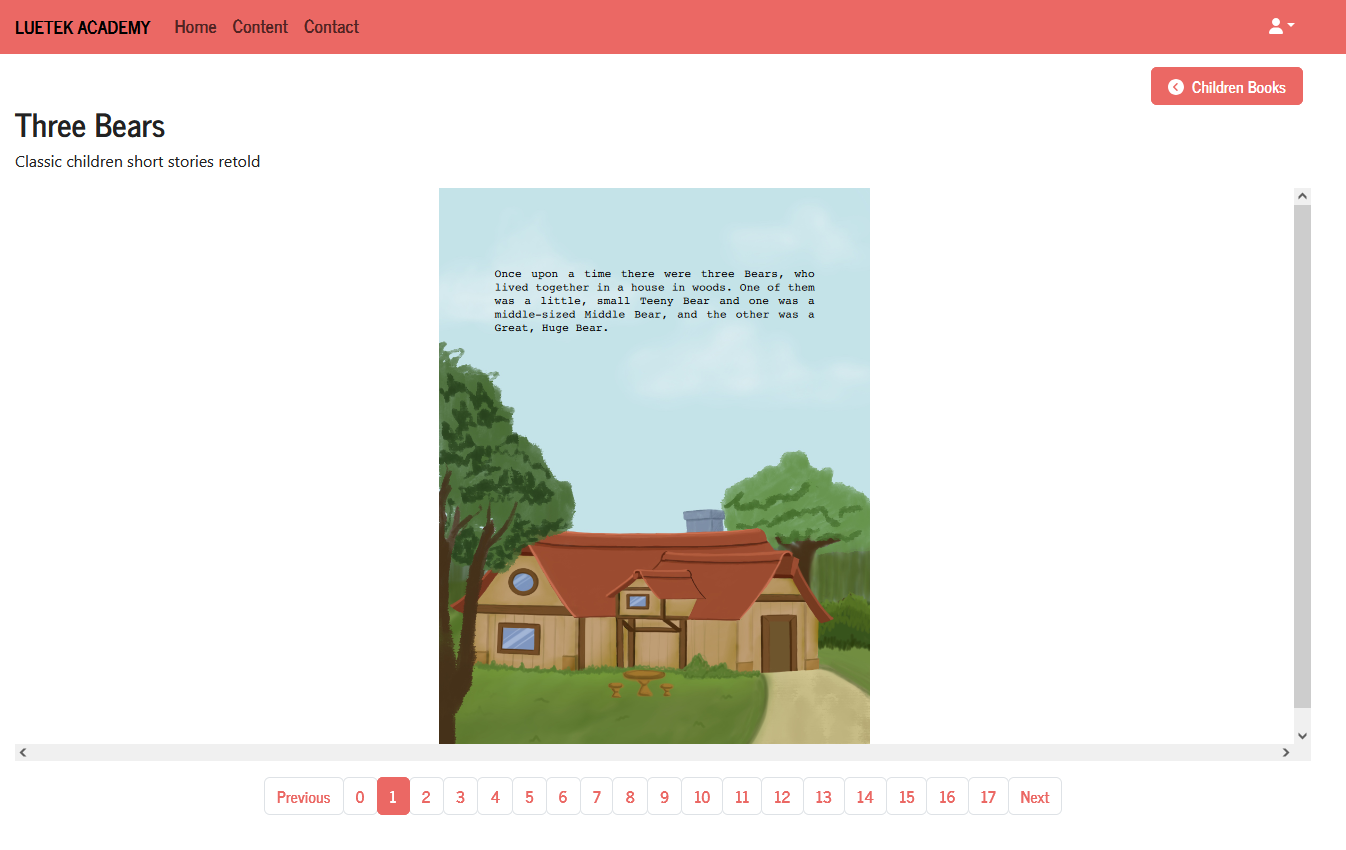 LUETEK ACADEMY Home Content Contact
Children Books
Three Bears
Classic children short stories retold
Once upon a time there were three Bears, who
lived together in a house in woods. One of them
was a little, small Teeny Bear and one was a
middle-sized Middle Bear, and the other was a
Great, Huge Bear.
Previous 0 1 2 3 4 5 6 7 8 9 10 11 12 13 14 15 16 17 Next